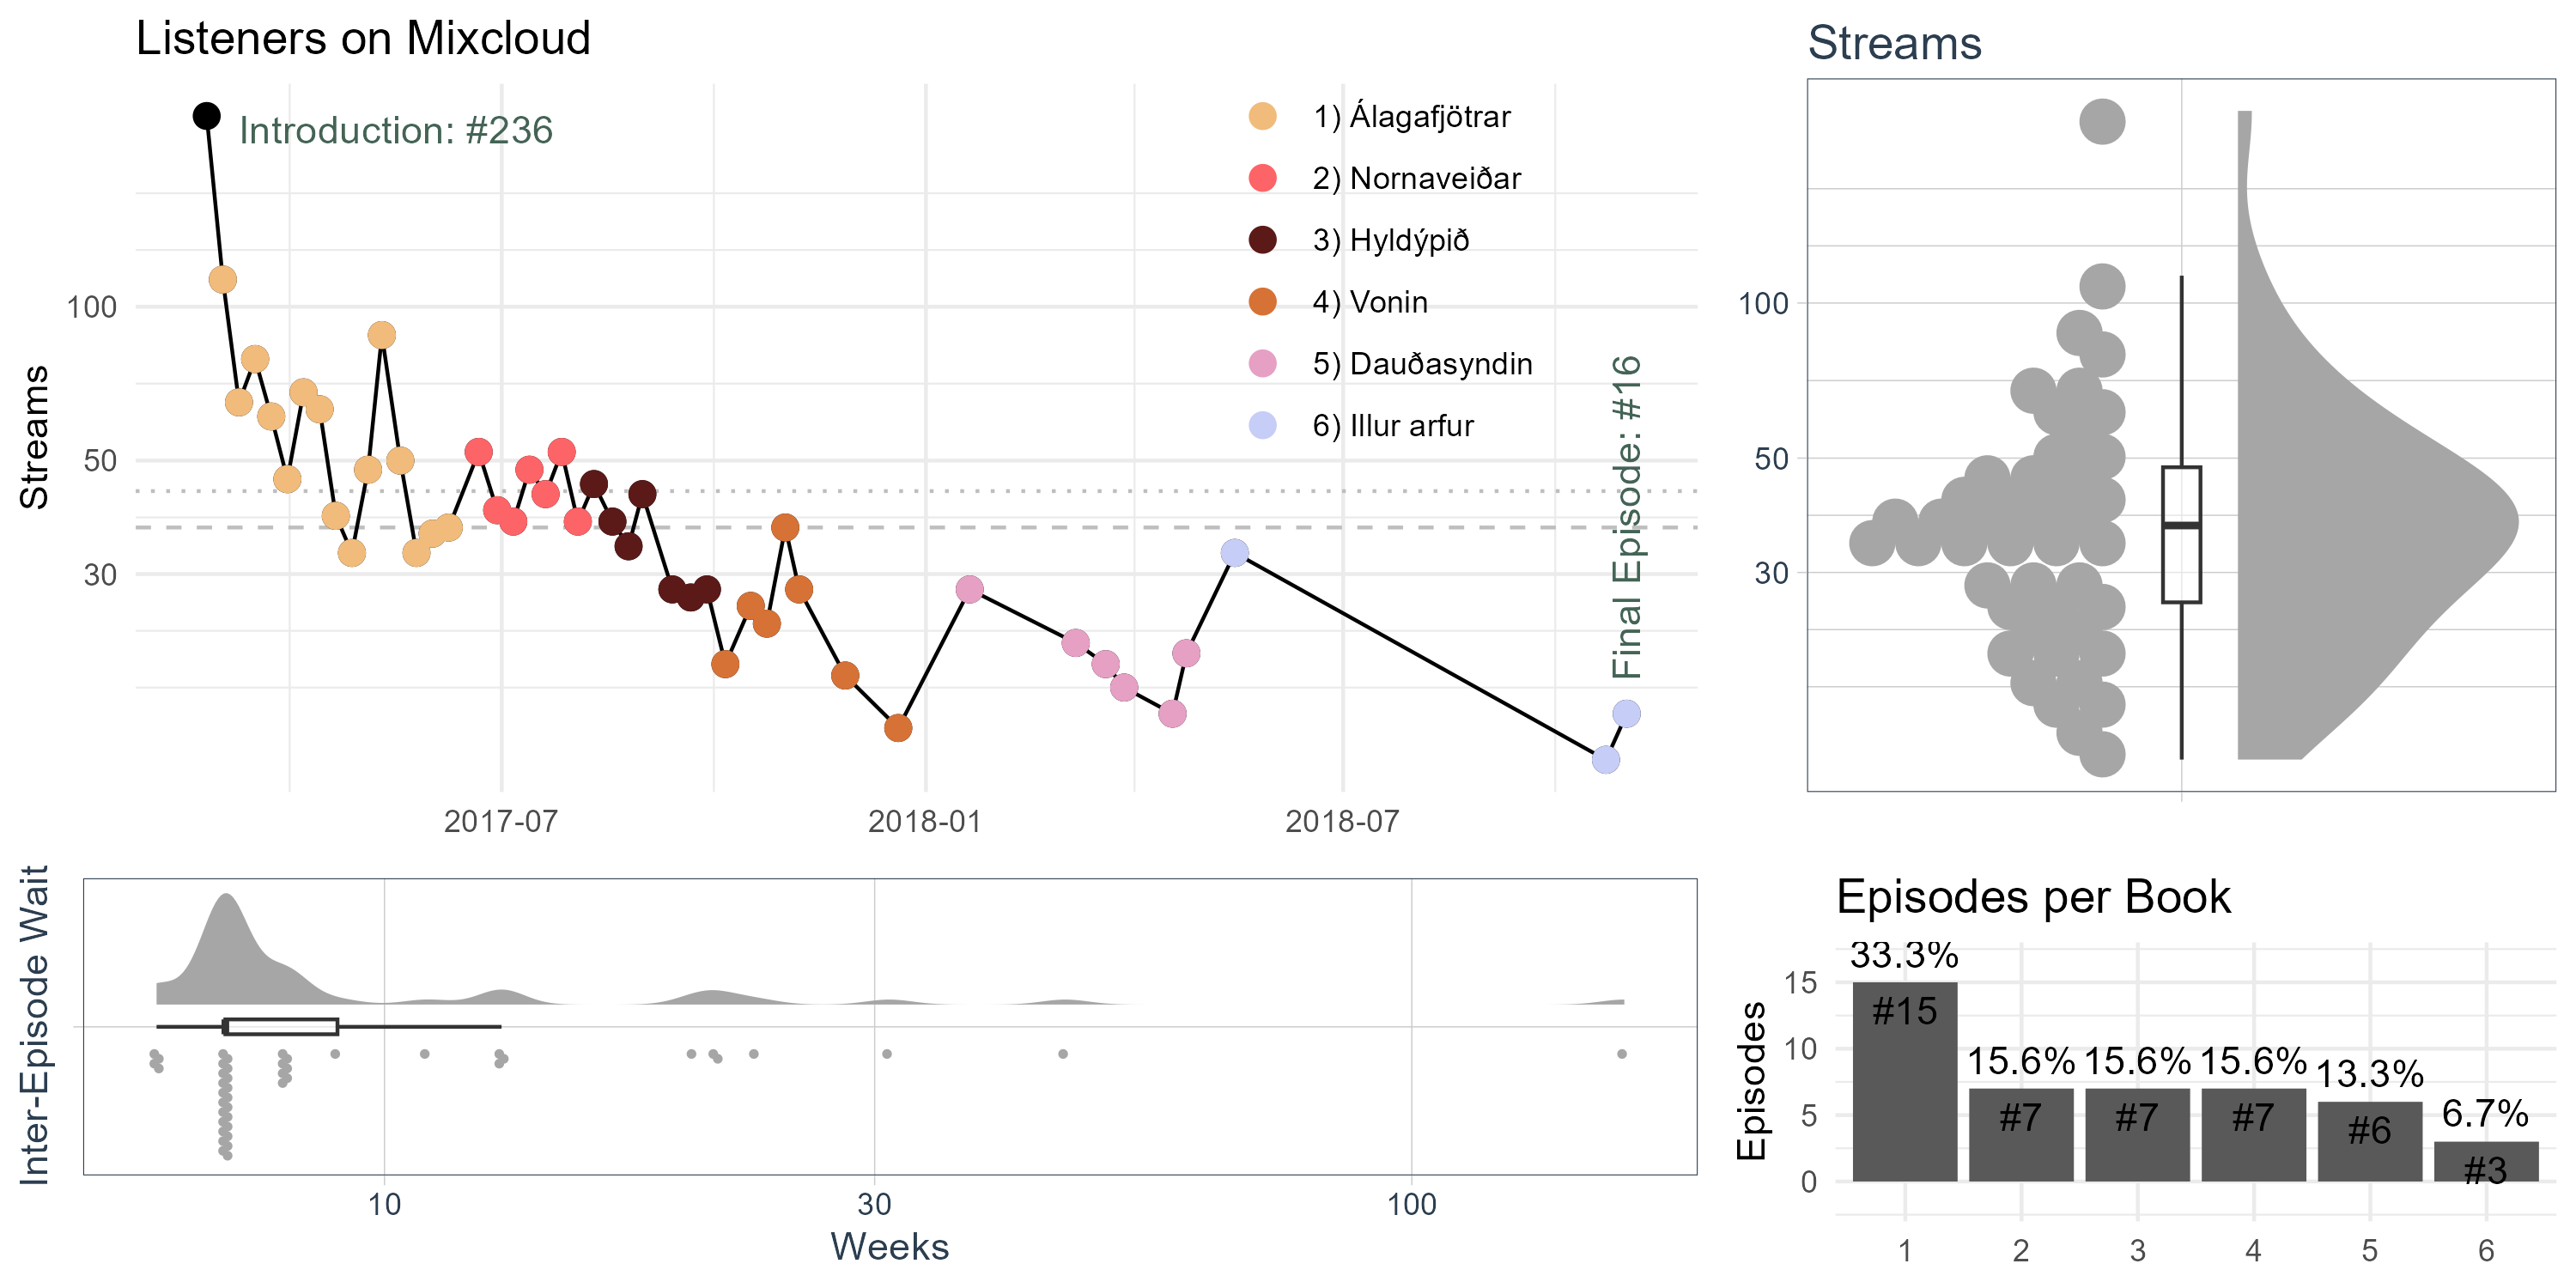 Listeners on Mixcloud
Introduction: #236
1) Álagafjötrar
2) Nornaveiðar
3) Hyldýpið
4) Vonin
5) Dauðasyndin
6) Illur arfur
Final Episode: #16
Streams
100
50
30
2017-07
2018-01
2018-07
Streams
100
50
30
Inter-Episode Wait
10
30
100
Weeks
Episodes per Book
Episodes
15
10
5
0
33.3%
15.6%
15.6%
15.6%
13.3%
6.7%
#15
#7
#7
#7
#6
#3
1
2
3
4
5
6